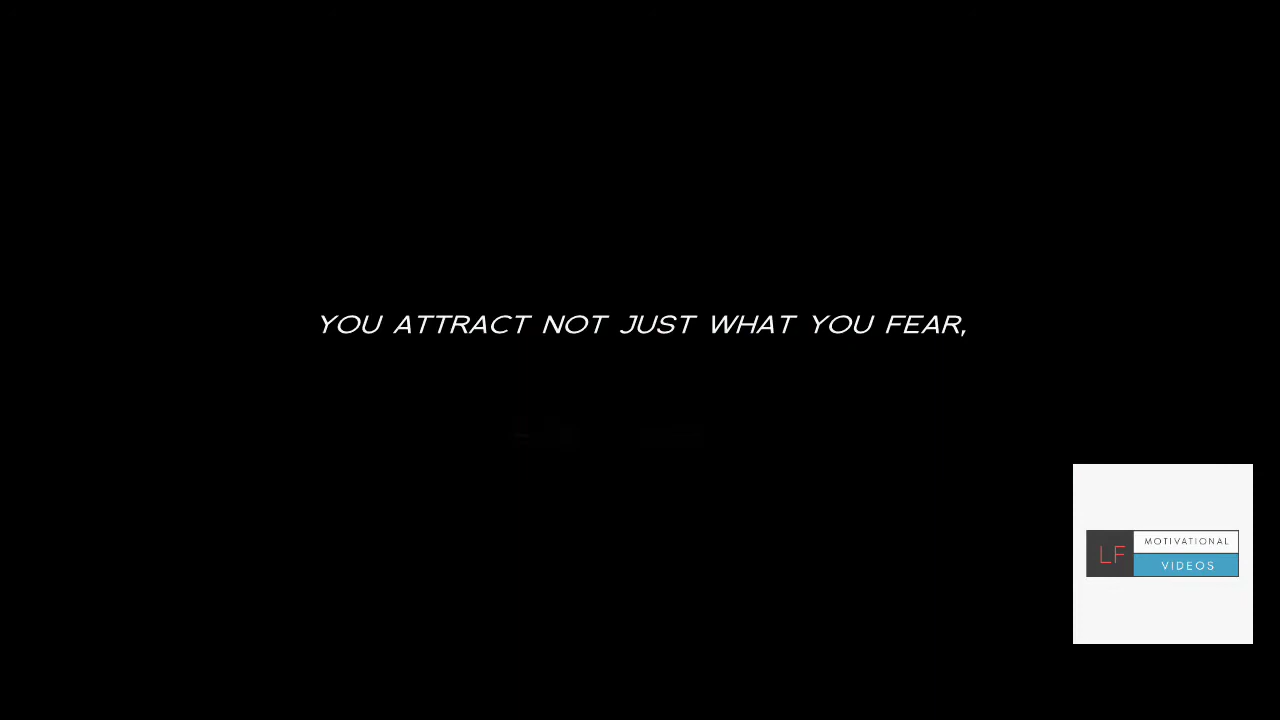 YOU ATTRACT NOT JUST WHAT YOU FEAR,
LF
MOTIVATIONAL
VIDEOS